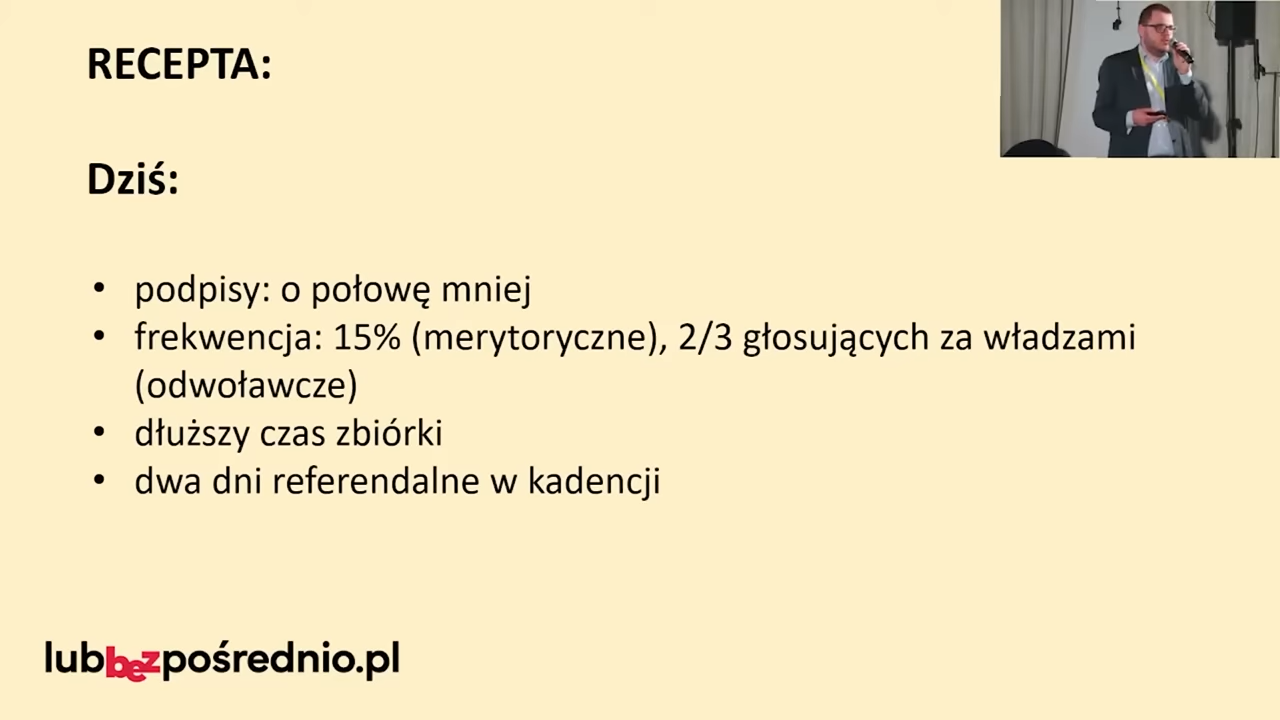 RECEPTA:
Dziś:
• podpisy: o połowę mniej
• frekwencja: 15% (merytoryczne), 2/3 głosujących za władzami
(odwoławcze)
• dłuższy czas zbiórki
• dwa dni referendalne w kadencji
lubbezpośrednio.pl